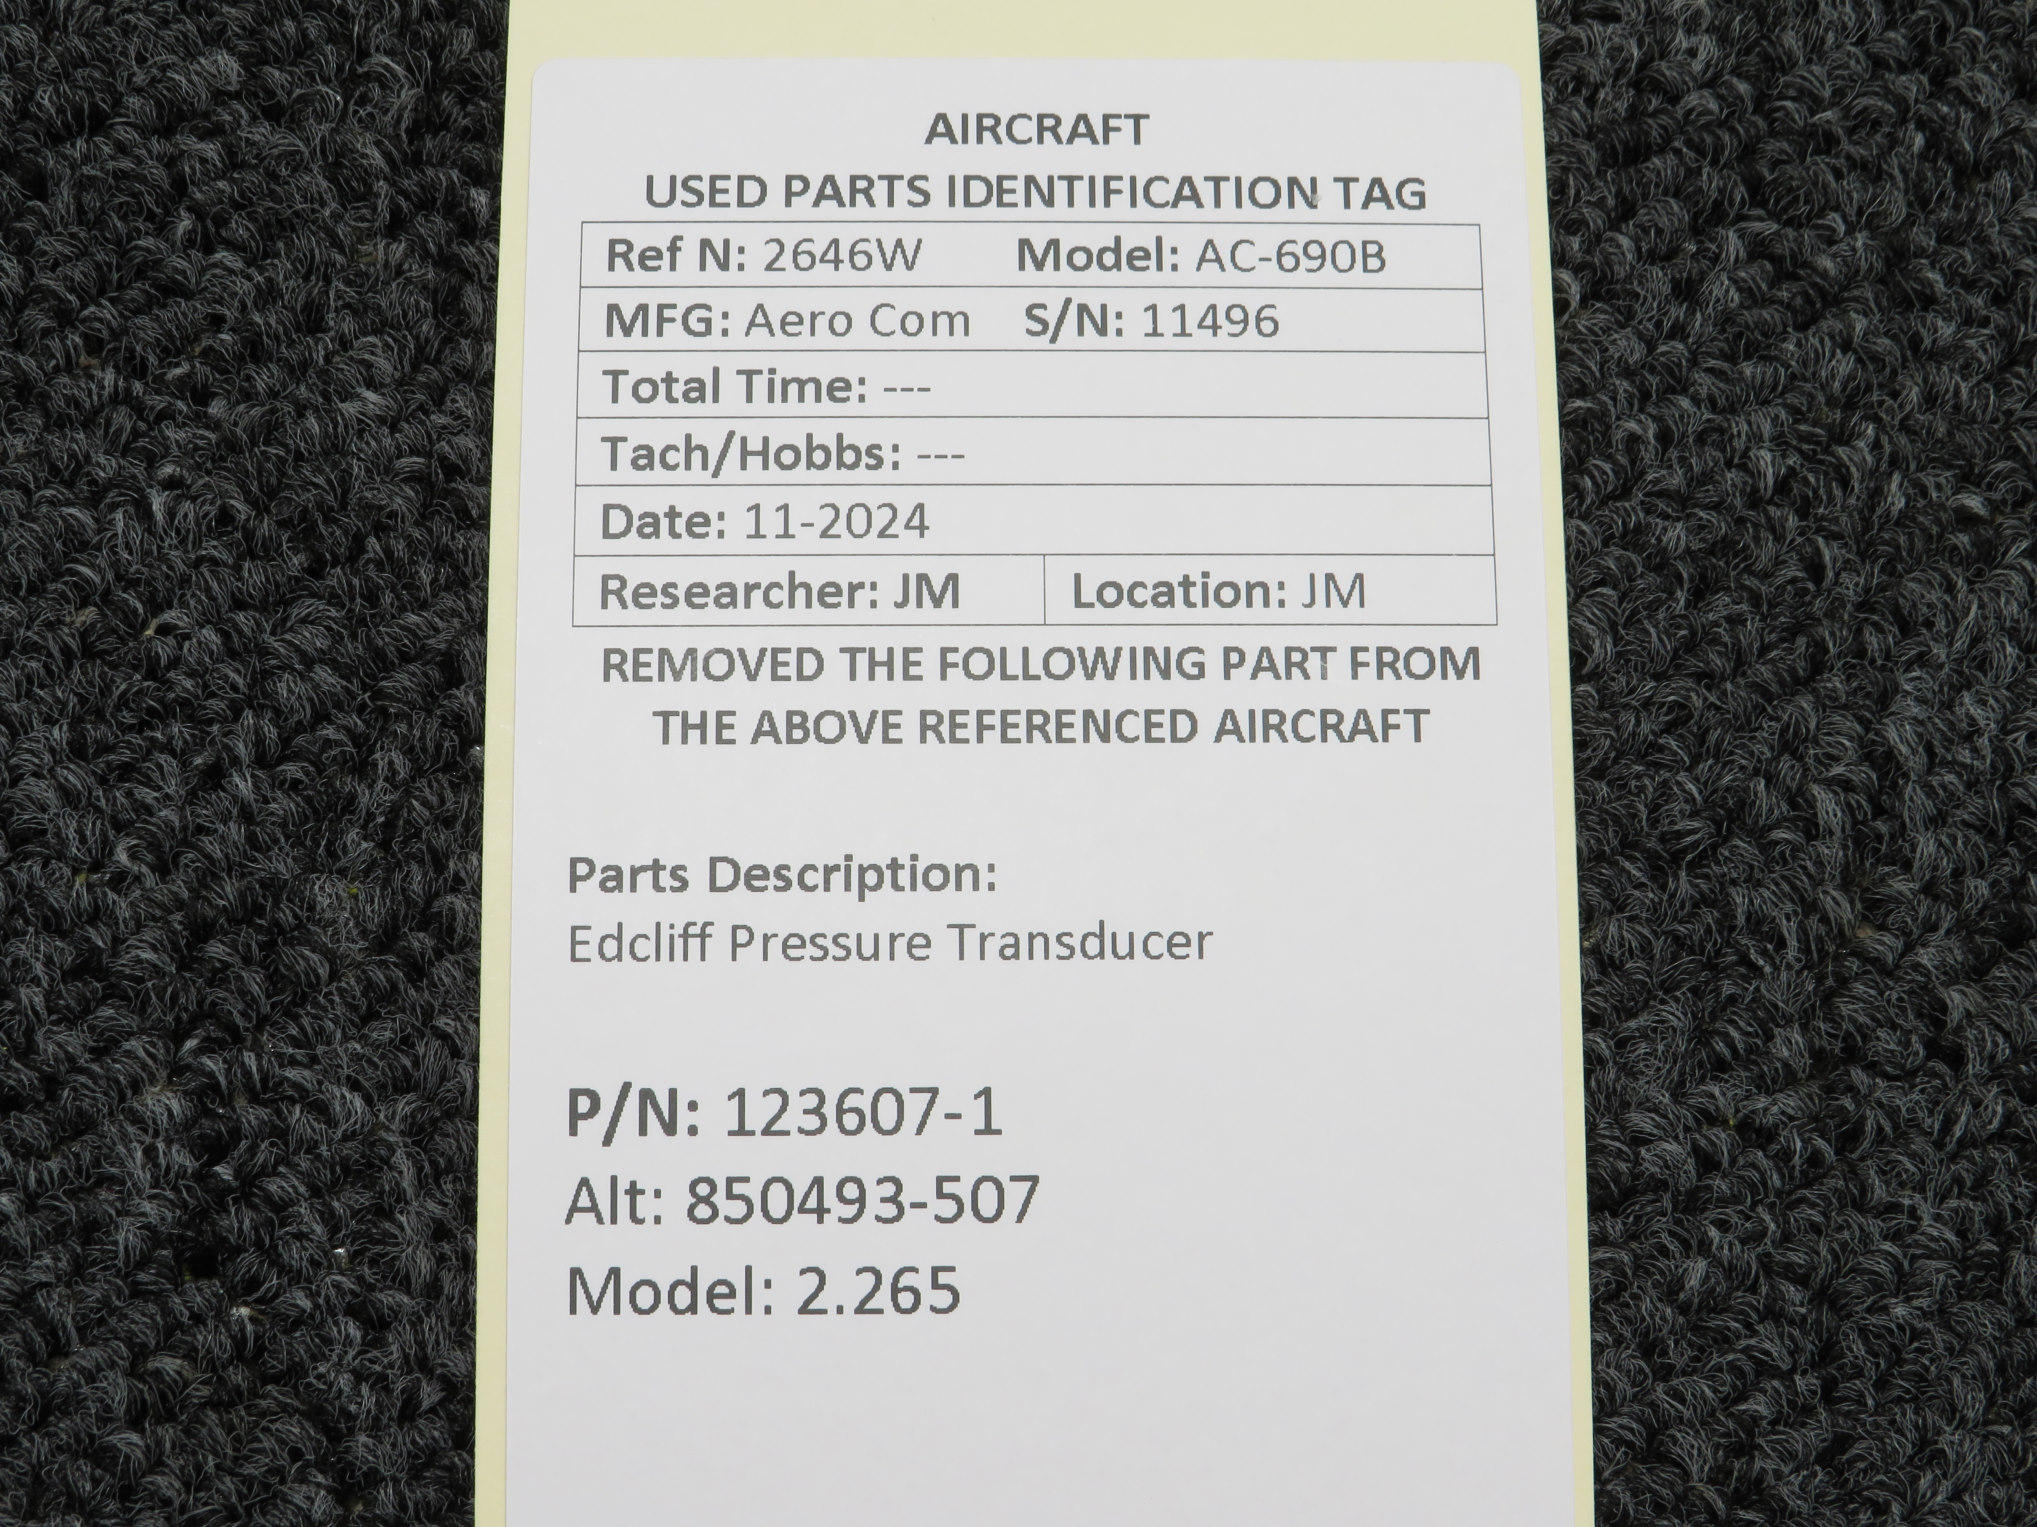 AIRCRAFT
USED PARTS IDENTIFICATION TAG
Ref N: 2646W Model: AC-690B
MFG: Aero Com S/N: 11496
Total Time: ---
Tach/Hobbs: ---
Date: 11-2024
Researcher: JM Location: JM
REMOVED THE FOLLOWING PART FROM
THE ABOVE REFERENCED AIRCRAFT
Parts Description:
Edcliff Pressure Transducer
P/N: 123607-1
Alt: 850493-507
Model: 2.265